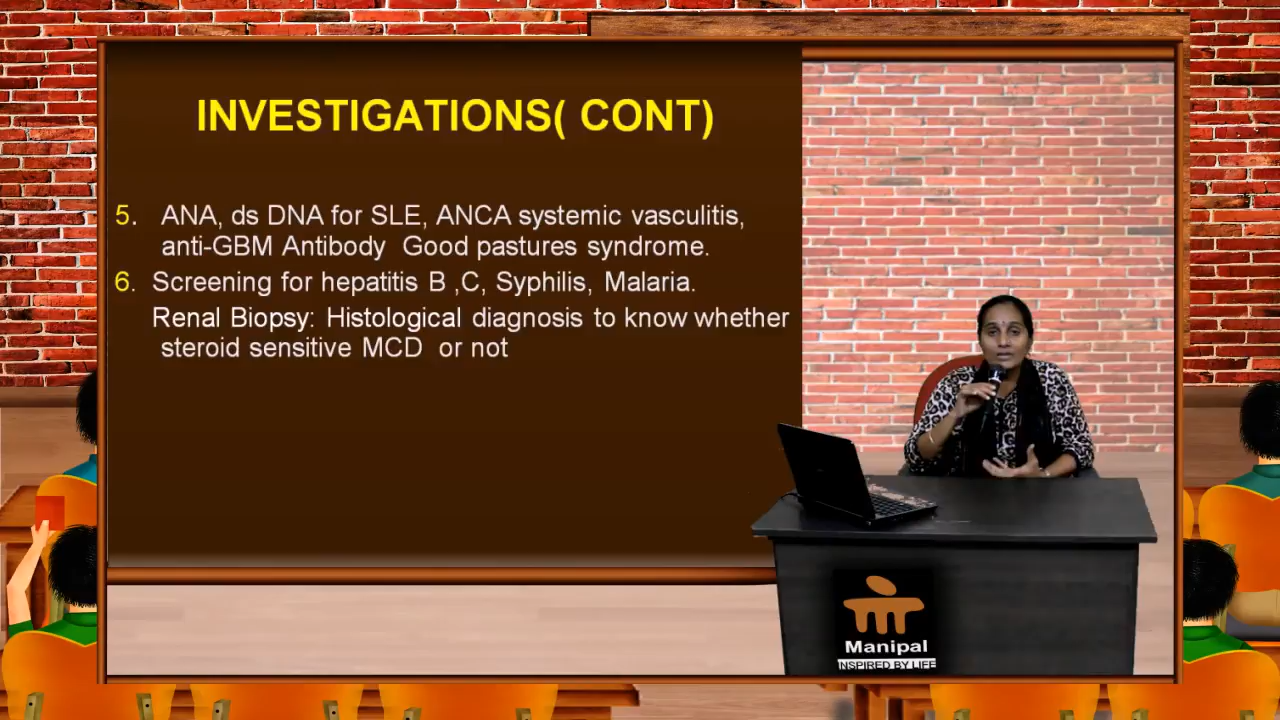 INVESTIGATIONS( CONT)
5. ANA, ds DNA for SLE, ANCA systemic vasculitis,
anti-GBM Antibody Good pastures syndrome.
6. Screening for hepatitis B ,C, Syphilis, Malaria.
Renal Biopsy: Histological diagnosis to know whether
steroid sensitive MCD or not
Manipal
INSPIRED BY LIFE